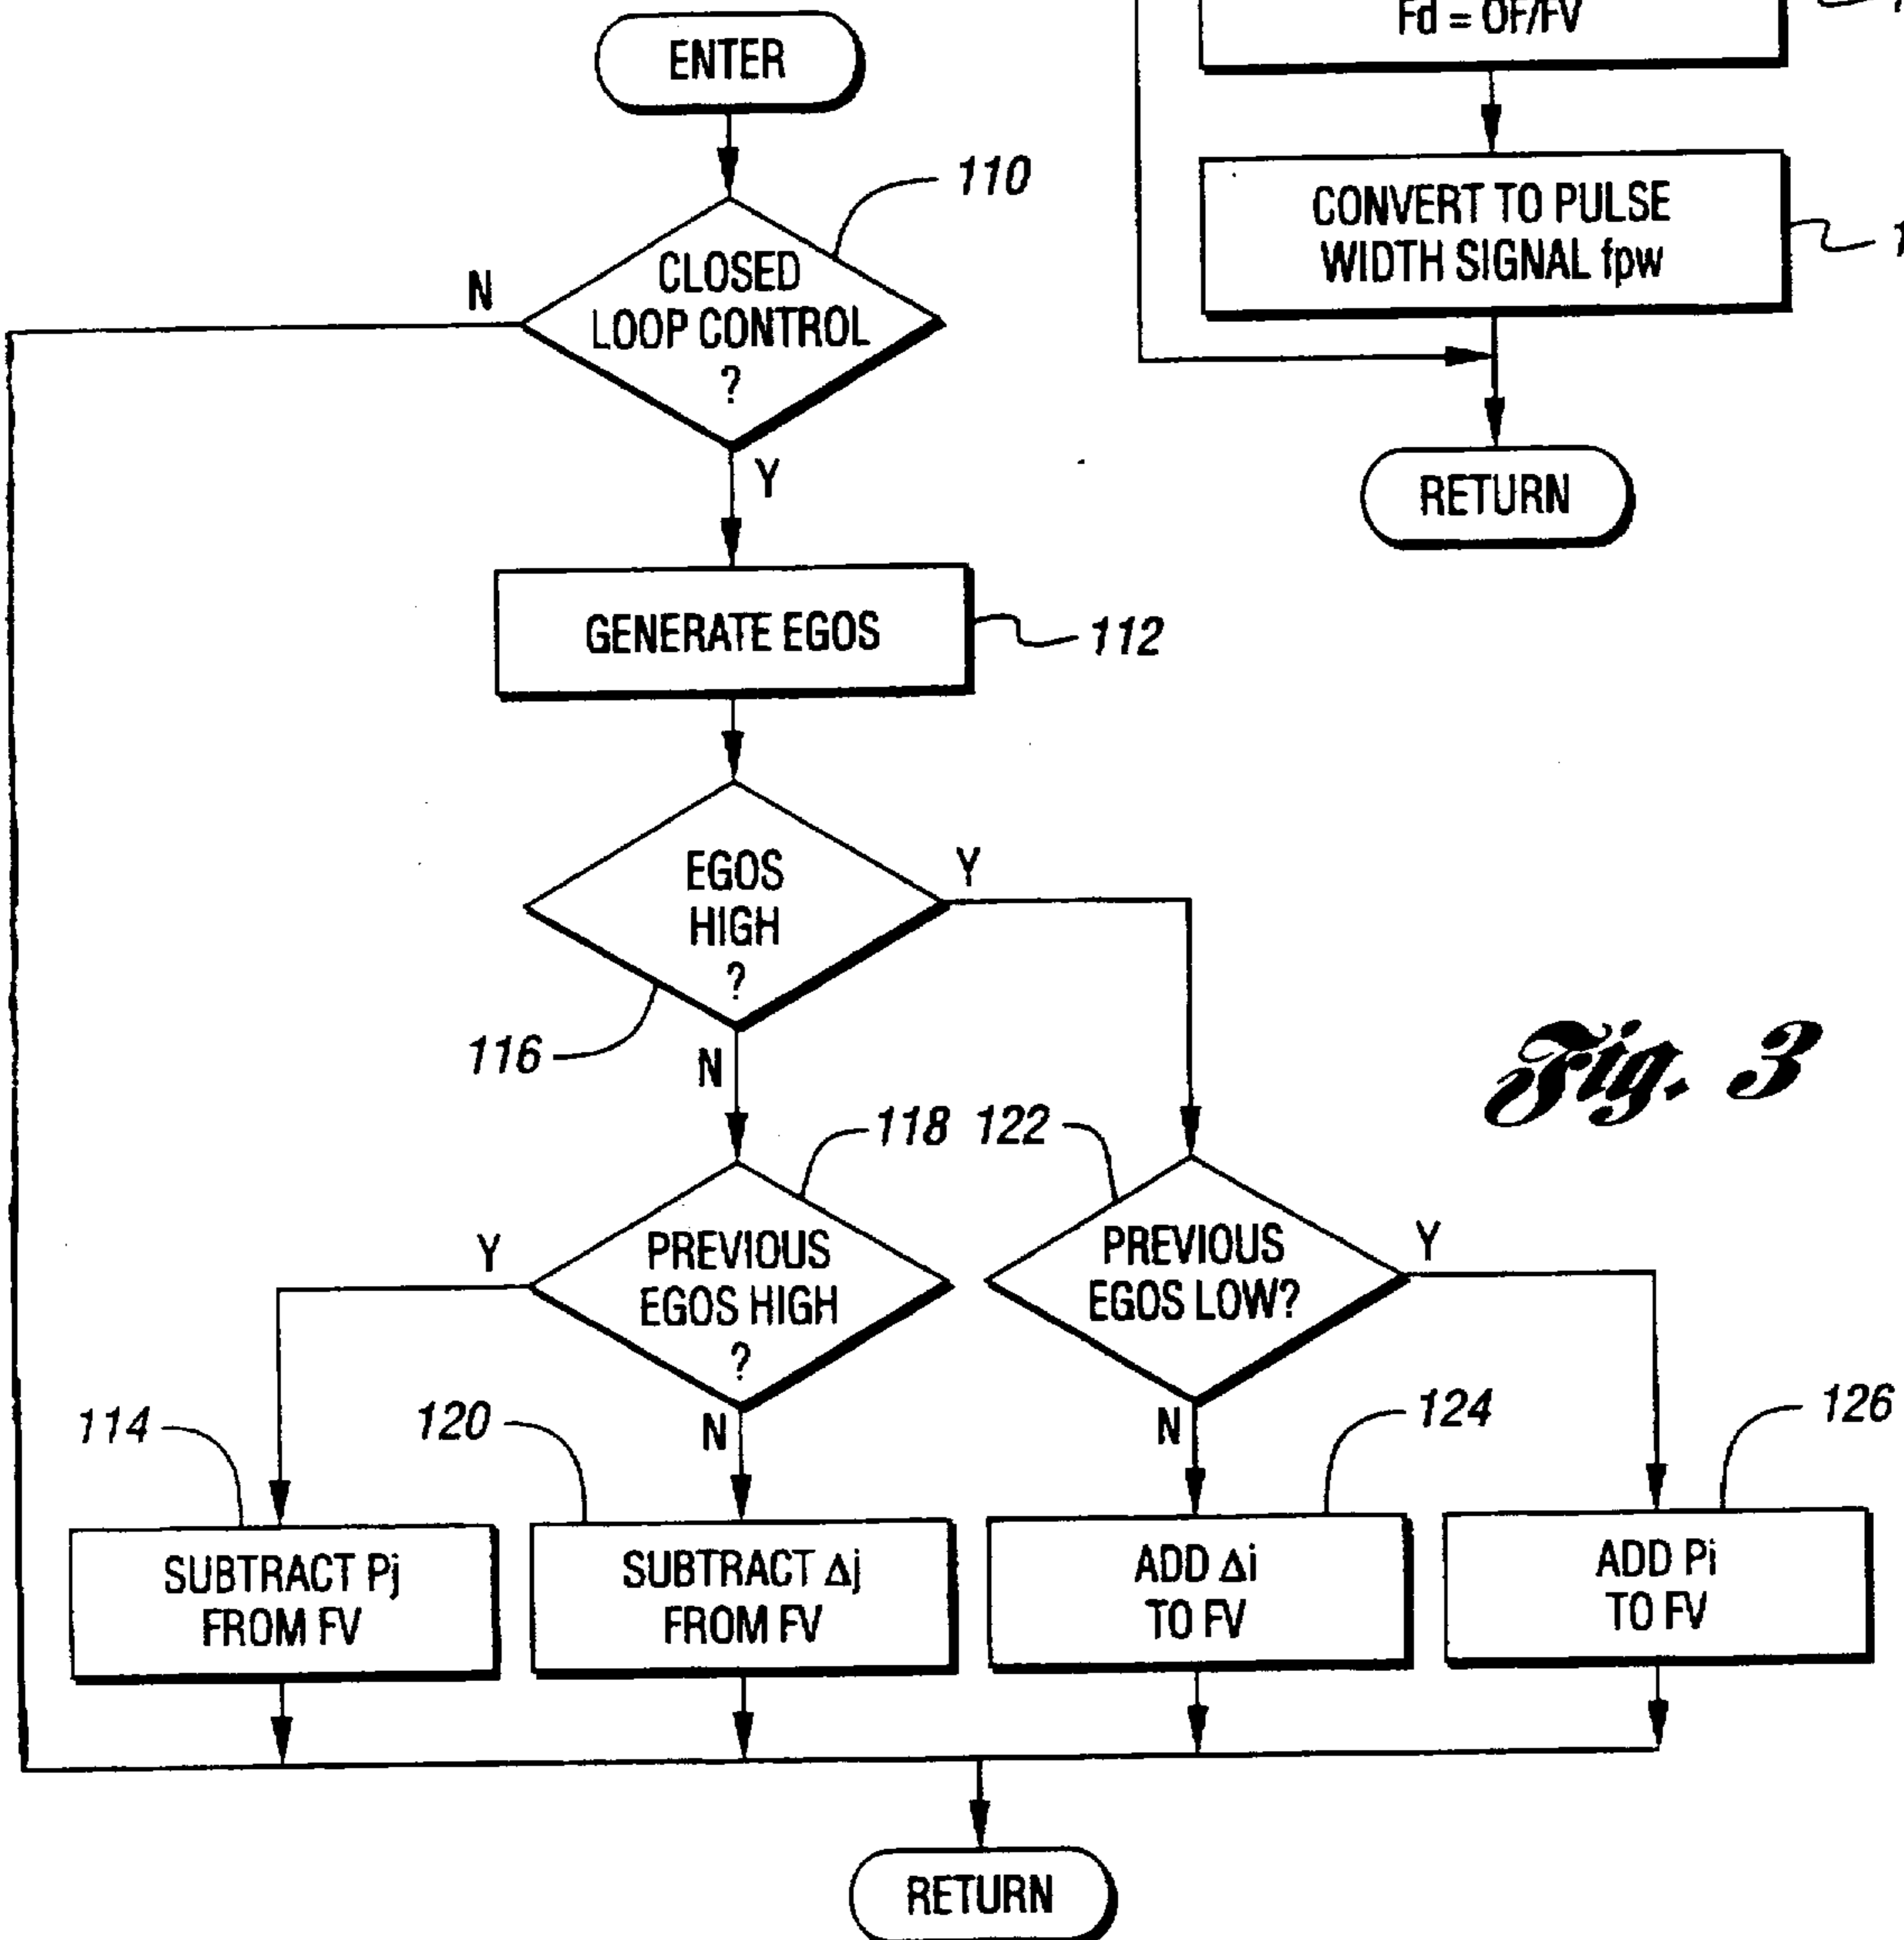 ENTER
110
N
CLOSED
LOOP CONTROL
?
Y
GENERATE EGOS
112
EGOS
HIGH
?
Y
116
N
118
122
Y
PREVIOUS
EGOS HIGH
?
PREVIOUS
EGOS LOW?
Y
114
120
N
N
124
126
SUBTRACT Pj
FROM FV
SUBTRACT Δj
FROM FV
ADD Δi
TO FV
ADD Pi
TO FV
RETURN
Fd = OF/FV
CONVERT TO PULSE
WIDTH SIGNAL fpw
RETURN
Fig. 3